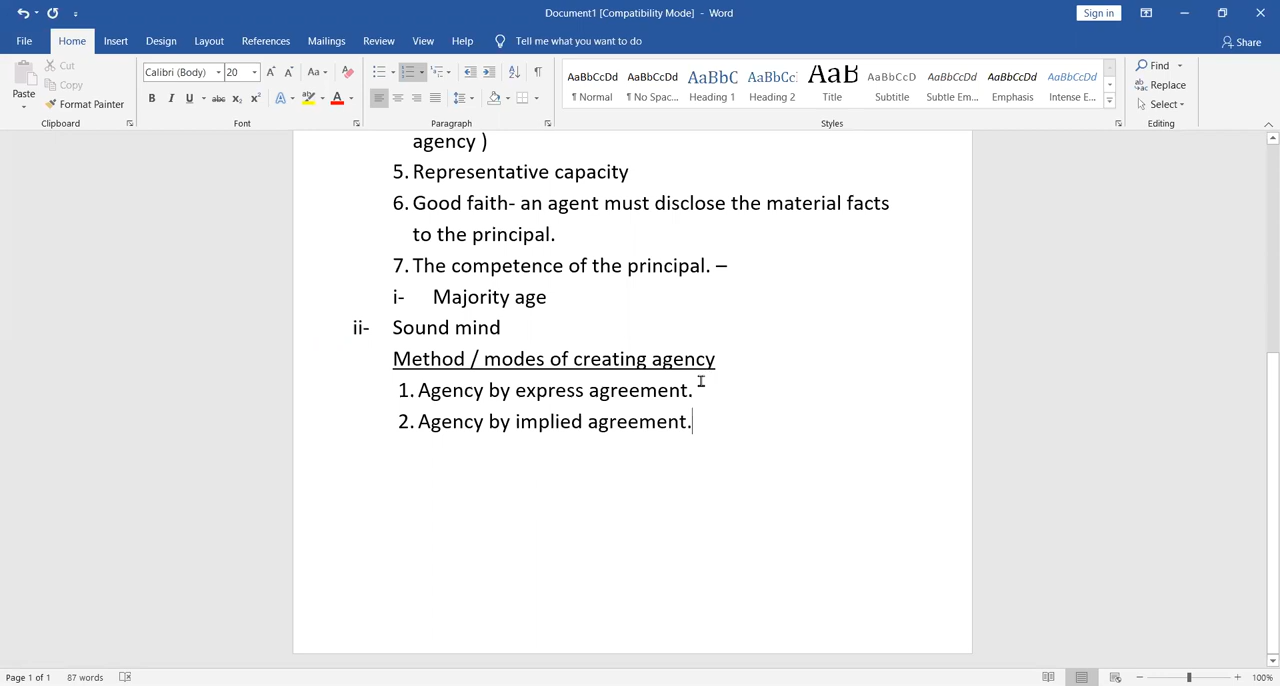 Document1 [Compatibility Mode] - Word
Sign in
File Home Insert Design Layout References Mailings Review View Help Tell me what you want to do
Share
Paste
Cut
Copy
Format Painter
Clipboard
Calibri (Body) 20 A A Aa A
B I U abc x₂ x² A ab A
Font
Paragraph
AaBbCcDd AaBbCcDd AaBbC AaBbCc AaB AaBbCcD AaBbCcDd AaBbCcDd AaBbCcDd
¶ Normal ¶ No Spac... Heading 1 Heading 2 Title Subtitle Subtle Em... Emphasis Intense E...
Styles
Find
Replace
Select
Editing
agency )
5. Representative capacity
6. Good faith- an agent must disclose the material facts
to the principal.
7. The competence of the principal. –
i- Majority age
ii- Sound mind
Method / modes of creating agency
1. Agency by express agreement.
2. Agency by implied agreement.
Page 1 of 1 87 words
100%